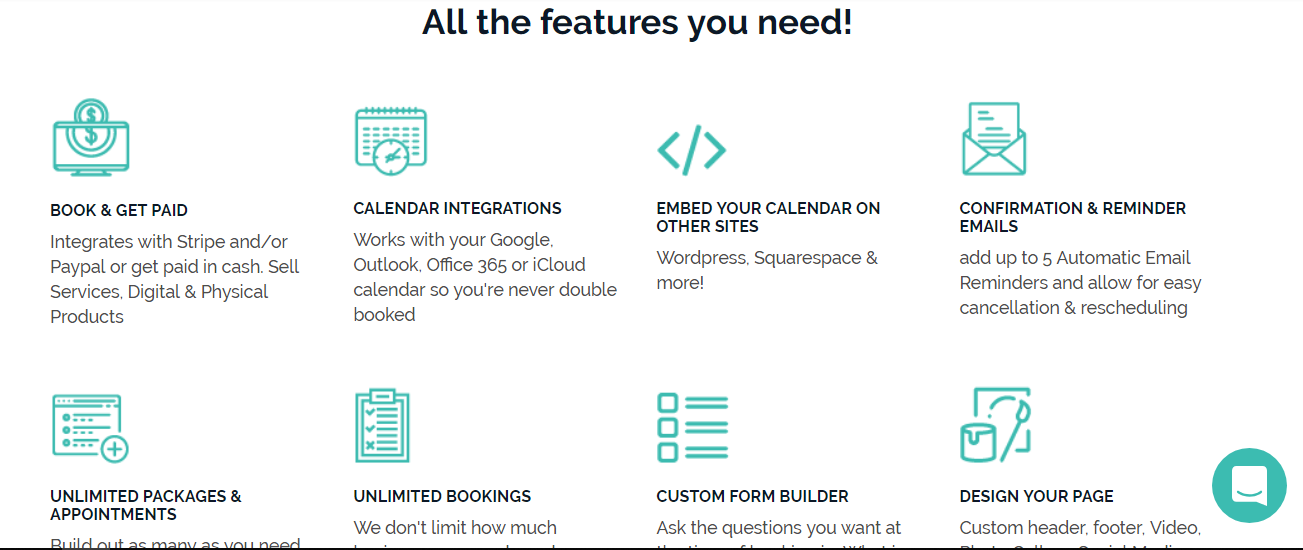 All the features you need!
BOOK & GET PAID
Integrates with Stripe and/or
Paypal or get paid in cash. Sell
Services, Digital & Physical
Products
CALENDAR INTEGRATIONS
Works with your Google,
Outlook, Office 365 or iCloud
calendar so you're never double
booked
EMBED YOUR CALENDAR ON
OTHER SITES
Wordpress, Squarespace &
more!
CONFIRMATION & REMINDER
EMAILS
add up to 5 Automatic Email
Reminders and allow for easy
cancellation & rescheduling
UNLIMITED PACKAGES &
APPOINTMENTS
Build out as many as you need
UNLIMITED BOOKINGS
We don't limit how much
CUSTOM FORM BUILDER
Ask the questions you want at
DESIGN YOUR PAGE
Custom header, footer, Video,